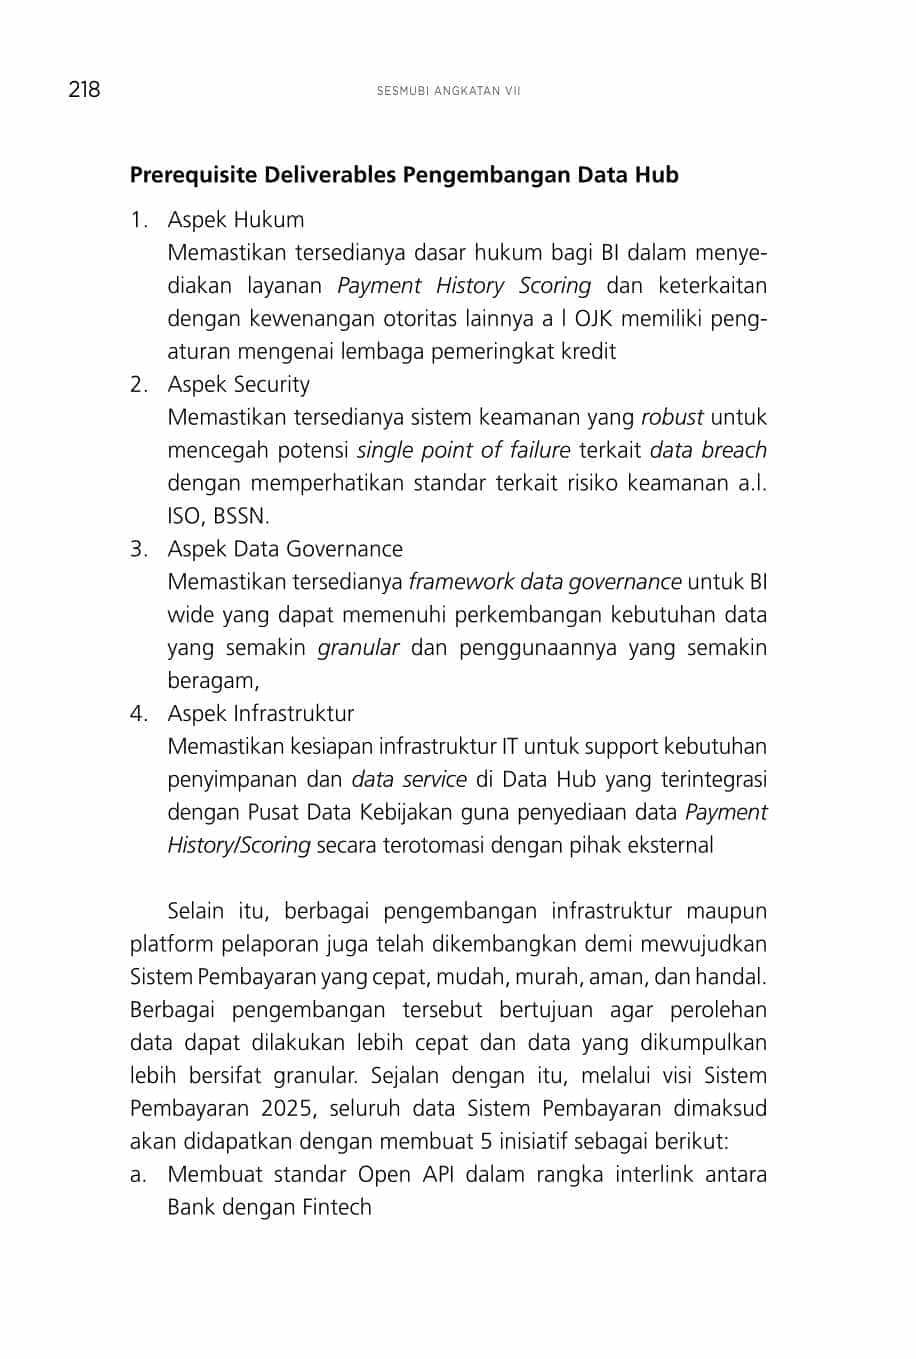 218
SESMUBI ANGKATAN VII
Prerequisite Deliverables Pengembangan Data Hub
1. Aspek Hukum
Memastikan tersedianya dasar hukum bagi BI dalam menye-
diakan layanan Payment History Scoring dan keterkaitan
dengan kewenangan otoritas lainnya a l OJK memiliki peng-
aturan mengenai lembaga pemeringkat kredit
2. Aspek Security
Memastikan tersedianya sistem keamanan yang robust untuk
mencegah potensi single point of failure terkait data breach
dengan memperhatikan standar terkait risiko keamanan a.l.
ISO, BSSN.
3. Aspek Data Governance
Memastikan tersedianya framework data governance untuk BI
wide yang dapat memenuhi perkembangan kebutuhan data
yang semakin granular dan penggunaannya yang semakin
beragam,
4. Aspek Infrastruktur
Memastikan kesiapan infrastruktur IT untuk support kebutuhan
penyimpanan dan data service di Data Hub yang terintegrasi
dengan Pusat Data Kebijakan guna penyediaan data Payment
History/Scoring secara terotomasi dengan pihak eksternal
Selain itu, berbagai pengembangan infrastruktur maupun
platform pelaporan juga telah dikembangkan demi mewujudkan
Sistem Pembayaran yang cepat, mudah, murah, aman, dan handal.
Berbagai pengembangan tersebut bertujuan agar perolehan
data dapat dilakukan lebih cepat dan data yang dikumpulkan
lebih bersifat granular. Sejalan dengan itu, melalui visi Sistem
Pembayaran 2025, seluruh data Sistem Pembayaran dimaksud
akan didapatkan dengan membuat 5 inisiatif sebagai berikut:
a. Membuat standar Open API dalam rangka interlink antara
Bank dengan Fintech